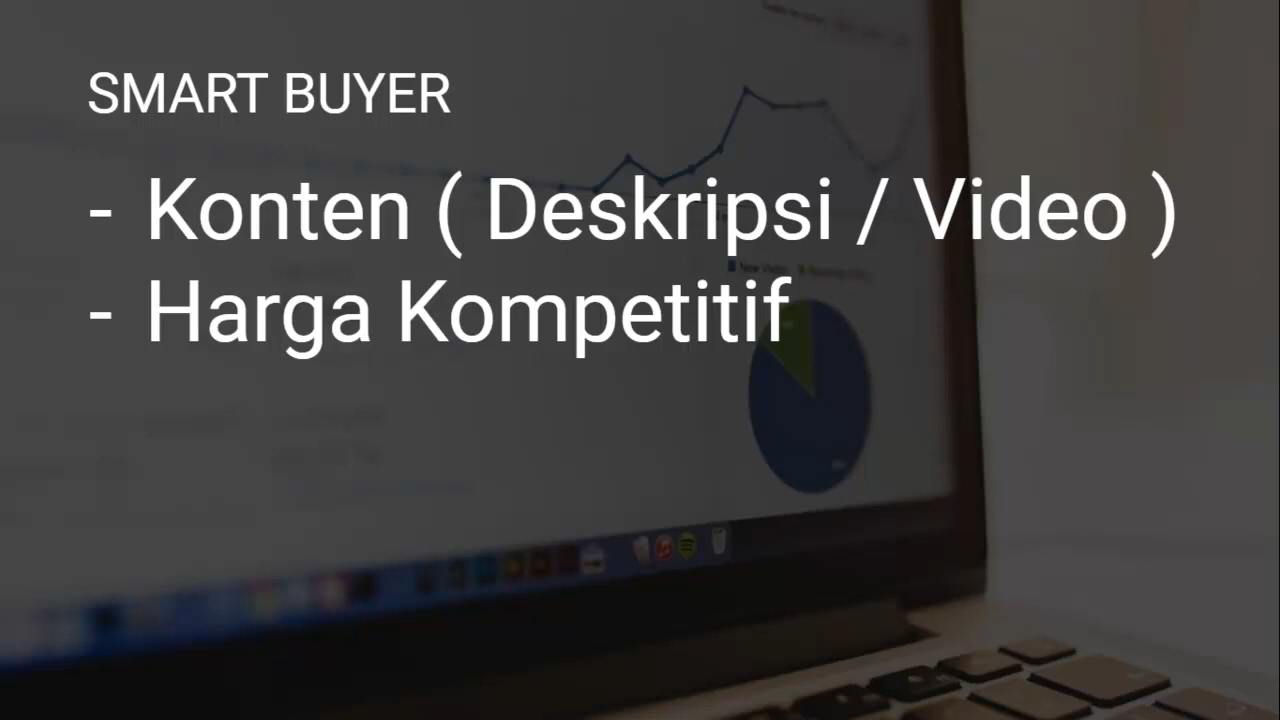 SMART BUYER
- Konten ( Deskripsi / Video )
- Harga Kompetitif